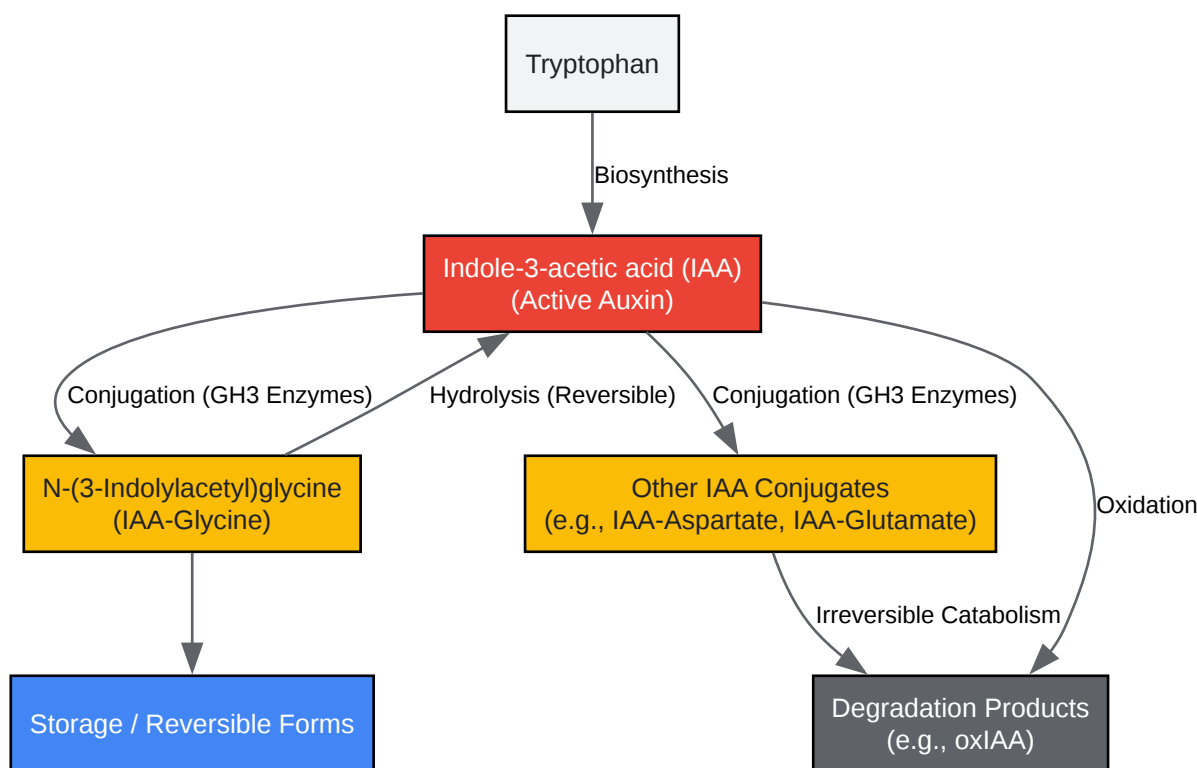 Tryptophan
Biosynthesis
Indole-3-acetic acid (IAA)
(Active Auxin)
Conjugation (GH3 Enzymes)
Hydrolysis (Reversible)
Conjugation (GH3 Enzymes)
Oxidation
N-(3-Indolylacetyl)glycine
(IAA-Glycine)
Other IAA Conjugates
(e.g., IAA-Aspartate, IAA-Glutamate)
Irreversible Catabolism
Storage / Reversible Forms
Degradation Products
(e.g., oxIAA)